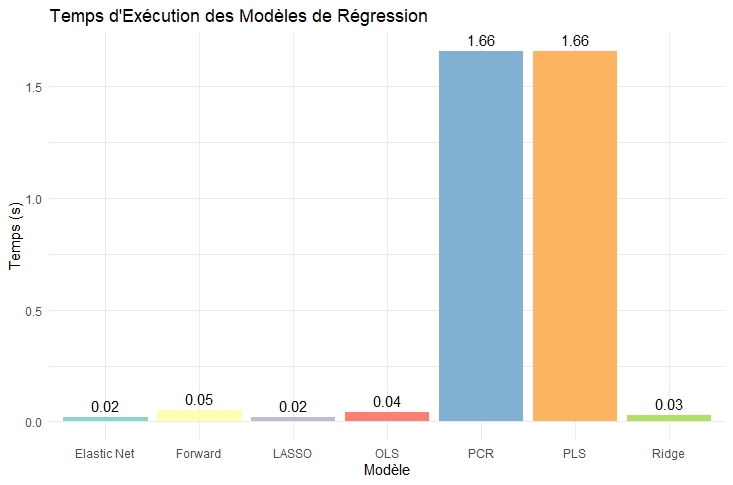 Temps d'Exécution des Modèles de Régression
1.66 1.66
1.5
1.0
Temps (s)
0.5
0.02 0.05 0.02 0.04 0.03
0.0
Elastic Net Forward LASSO OLS PCR PLS Ridge
Modèle